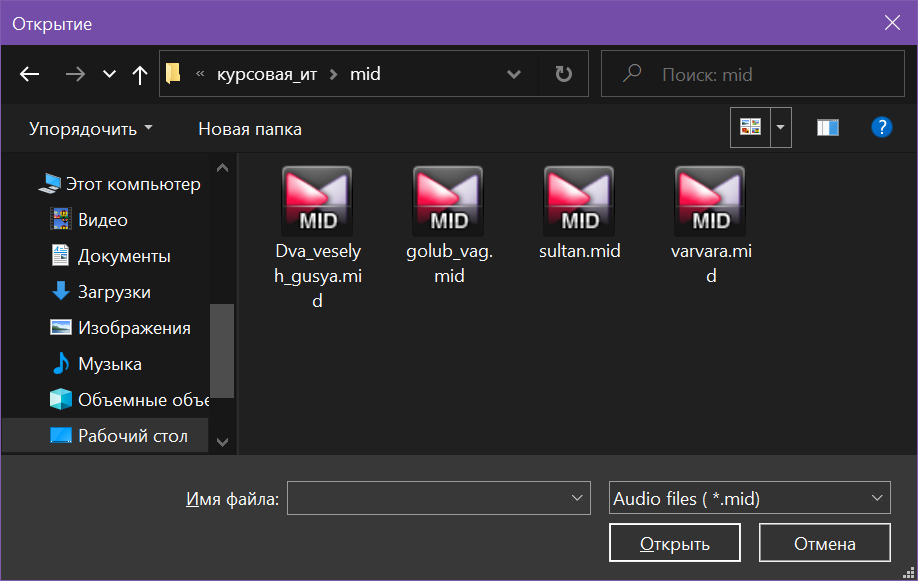 Открытие
« курсовая_ит > mid
Поиск: mid
Упорядочить
Новая папка
?
Этот компьютер
Видео
Документы
Загрузки
Изображения
Музыка
Объемные объе
Рабочий стол
MID
MID
MID
MID
Dva_vesely
h_gusya.mi
d
golub_vag.
mid
sultan.mid
varvara.mi
d
Имя файла:
Audio files ( *.mid)
Открыть
Отмена